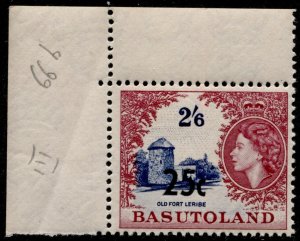 2/6
25c
OLD FORT LERIBE
BASUTOLAND